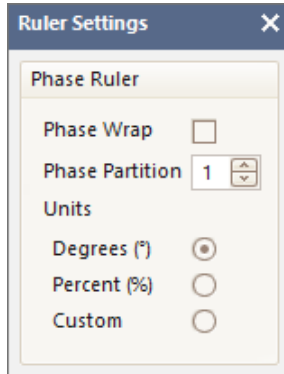 Ruler Settings
Phase Ruler
Phase Wrap
Phase Partition 1
Units
Degrees (°)
Percent (%)
Custom